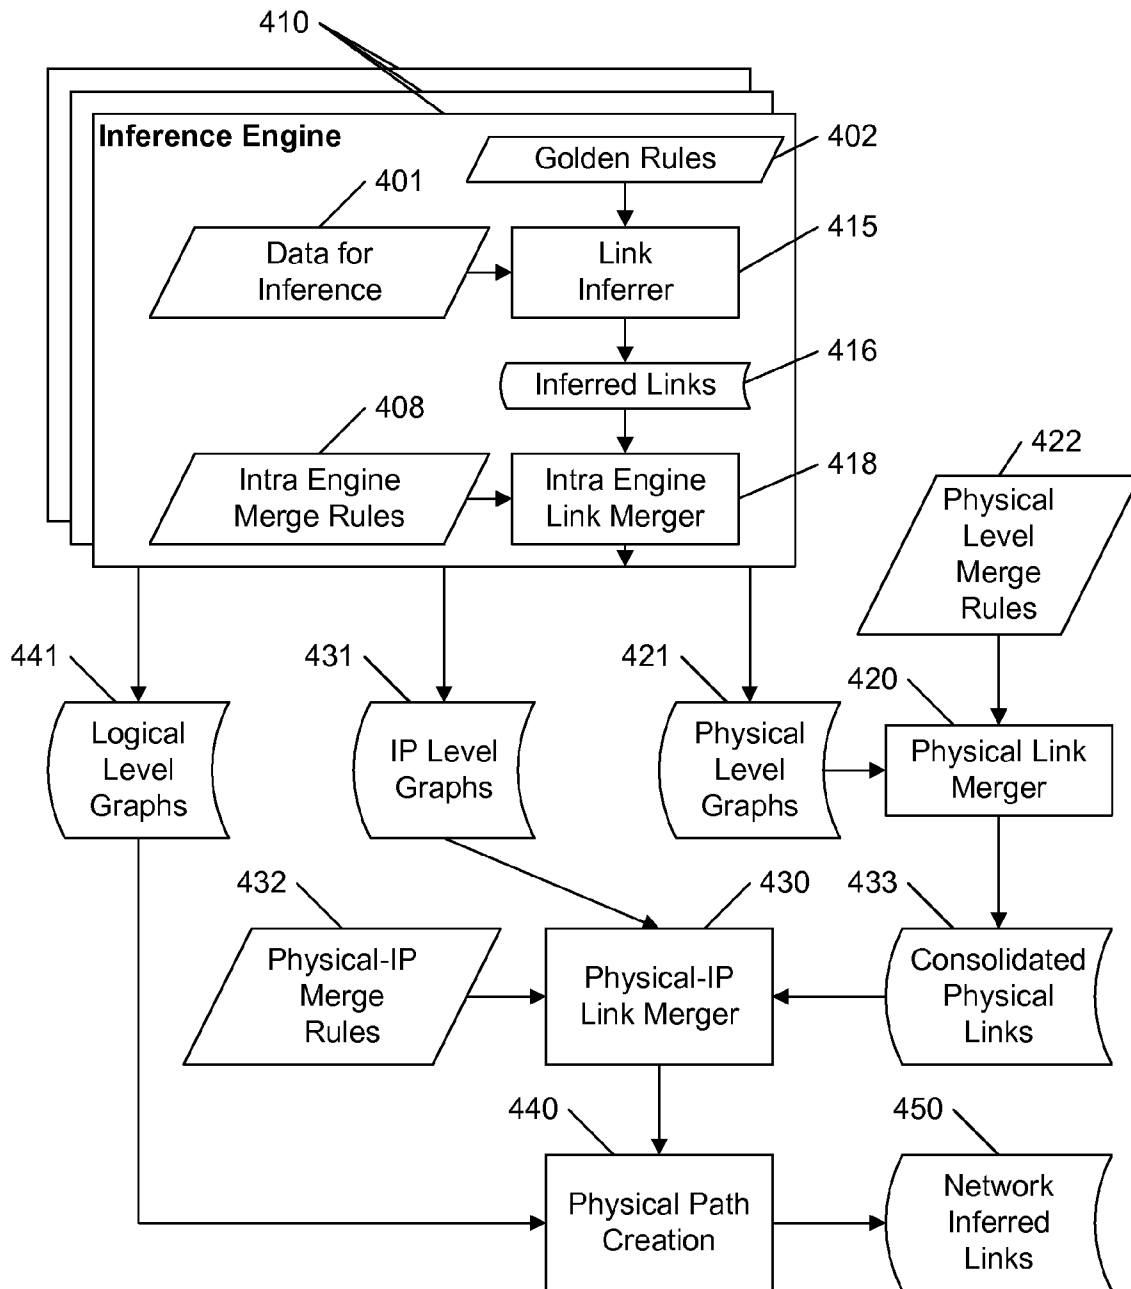 410
Inference Engine
Golden Rules
402
401
Data for
Inference
Link
Inferrer
415
Inferred Links
416
408
Intra Engine
Merge Rules
Intra Engine
Link Merger
418
422
Physical
Level
Merge
Rules
441
Logical
Level
Graphs
431
IP Level
Graphs
421
Physical
Level
Graphs
420
Physical Link
Merger
432
Physical-IP
Merge
Rules
430
Physical-IP
Link Merger
433
Consolidated
Physical
Links
440
Physical Path
Creation
450
Network
Inferred
Links